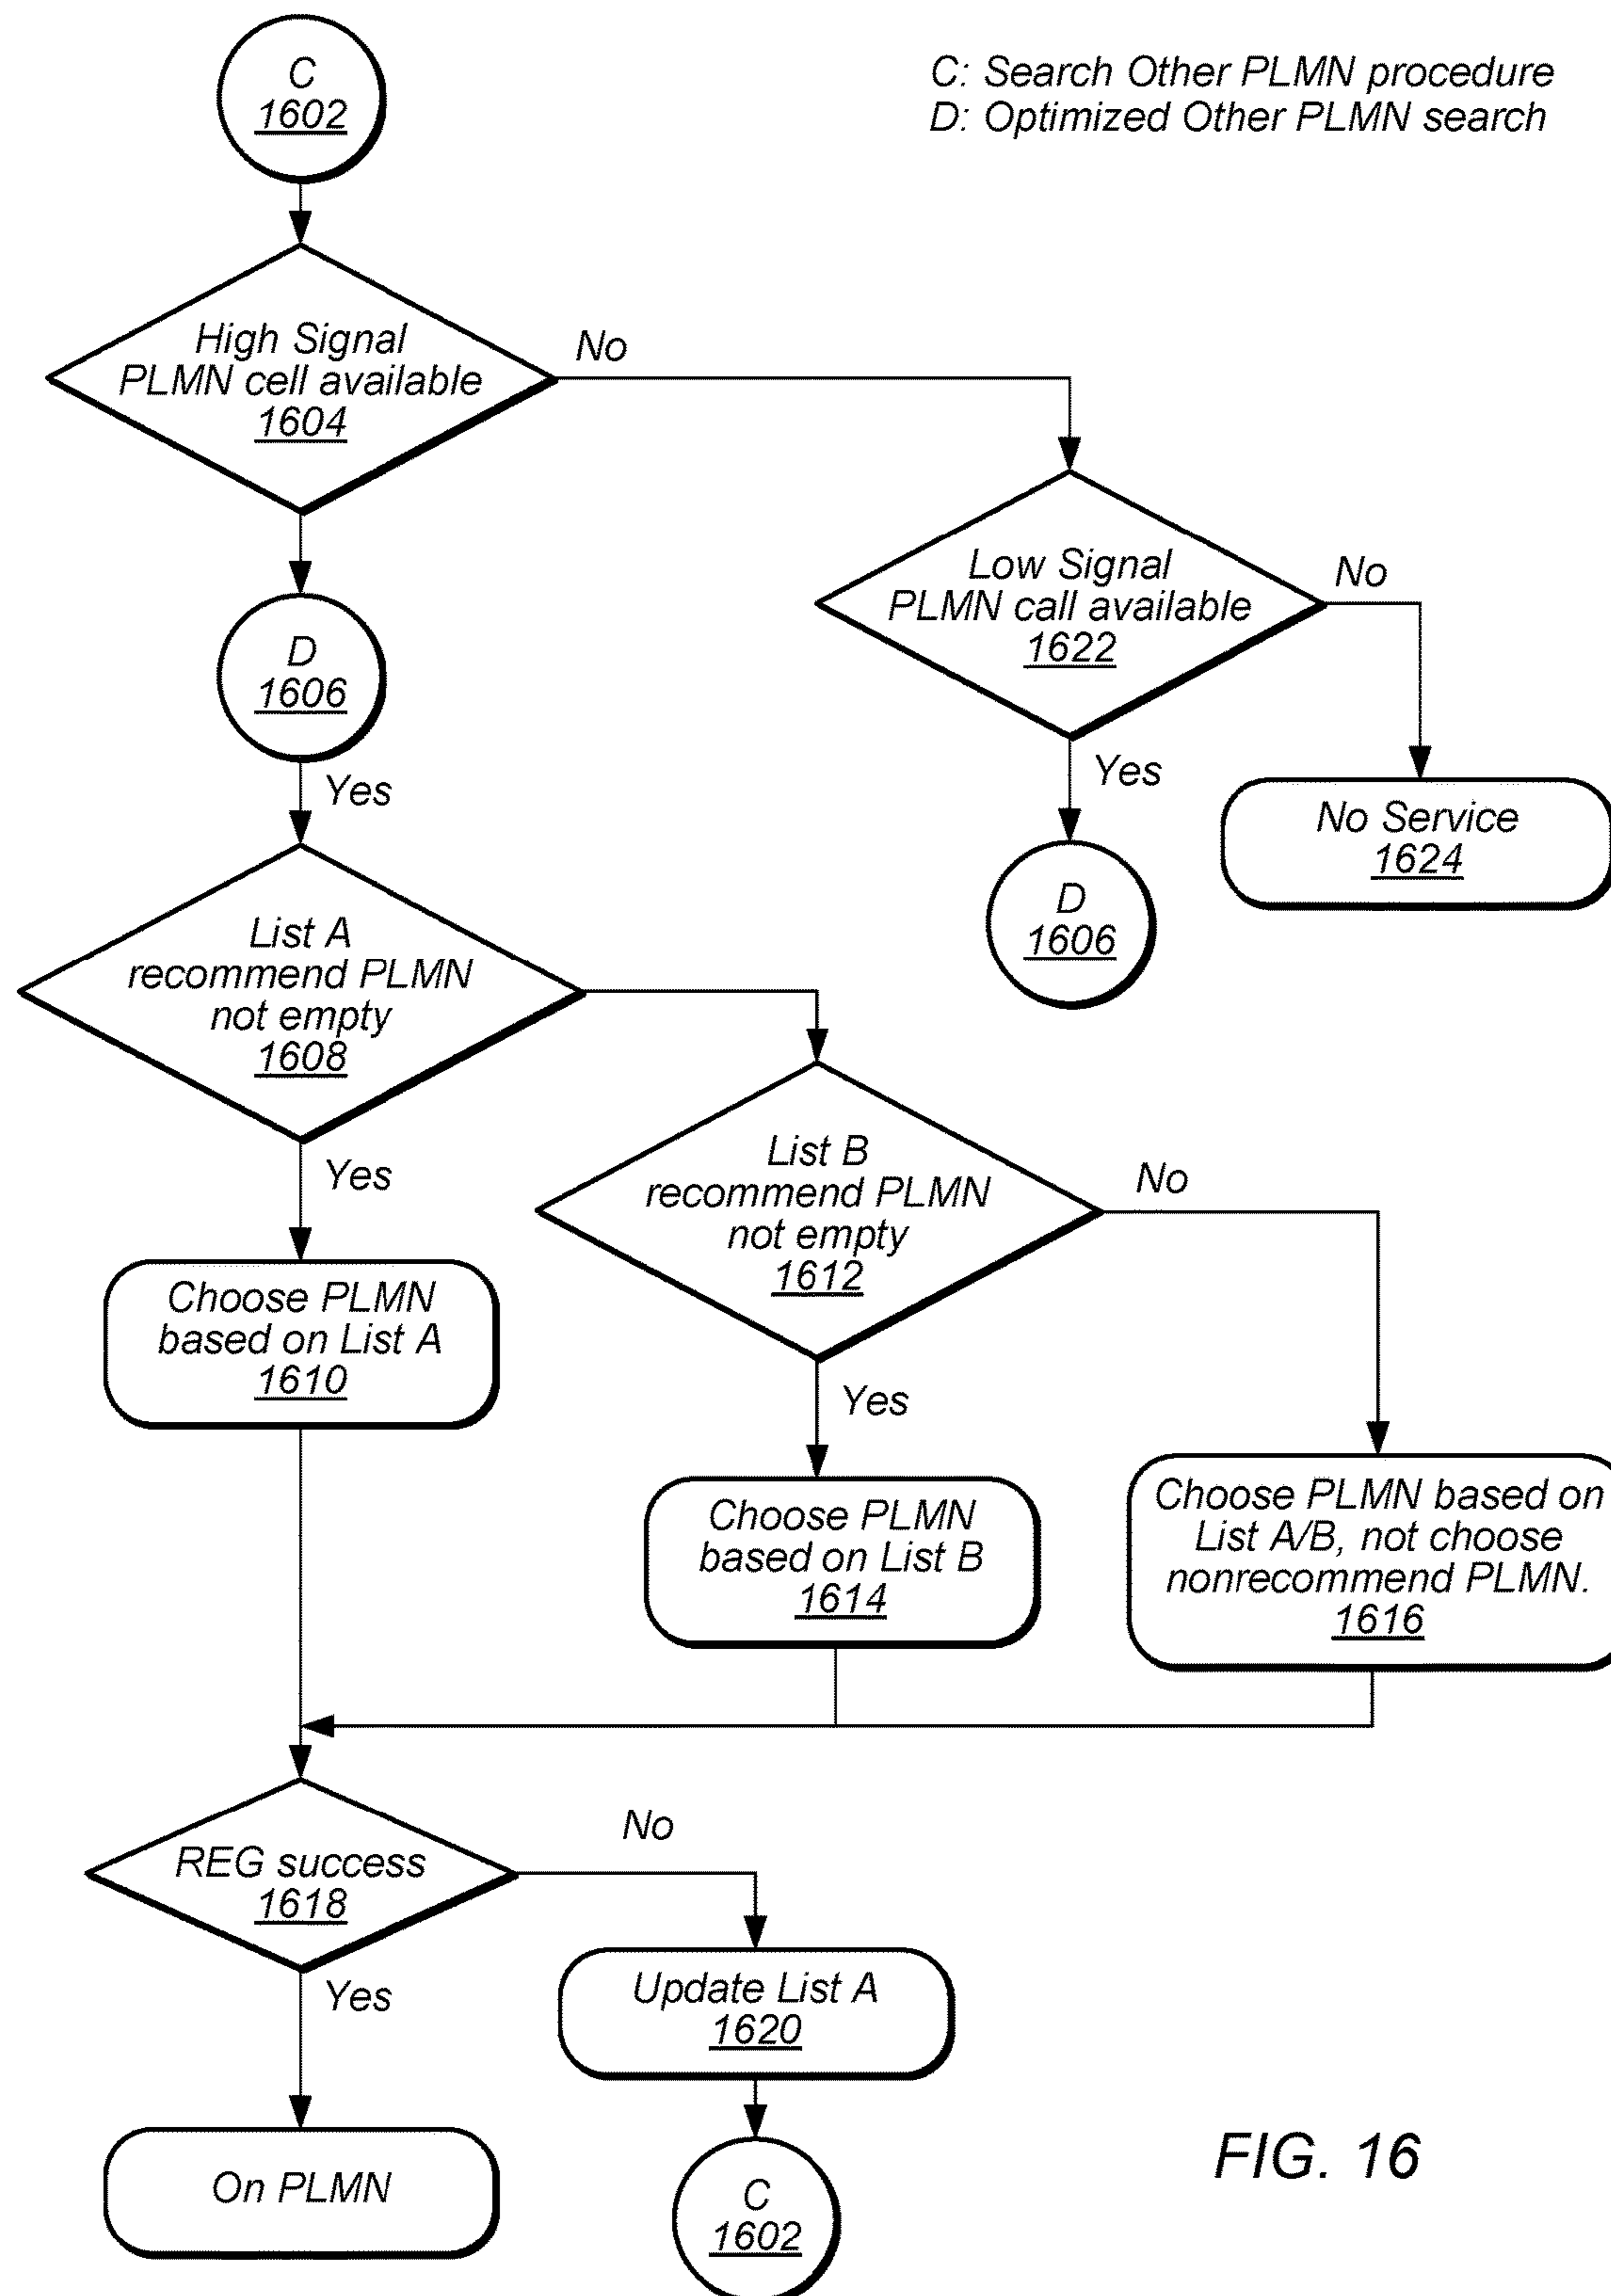 C
1602
C: Search Other PLMN procedure
D: Optimized Other PLMN search
High Signal
PLMN cell available
1604
No
Low Signal
PLMN call available
1622
No
D
1606
Yes
Yes
No Service
1624
D
1606
List A
recommend PLMN
not empty
1608
List B
recommend PLMN
not empty
1612
Yes
No
Choose PLMN
based on List A
1610
Yes
Choose PLMN
based on List B
1614
Choose PLMN based on
List A/B, not choose
nonrecommend PLMN.
1616
REG success
1618
No
Yes
Update List A
1620
On PLMN
C
1602
FIG. 16